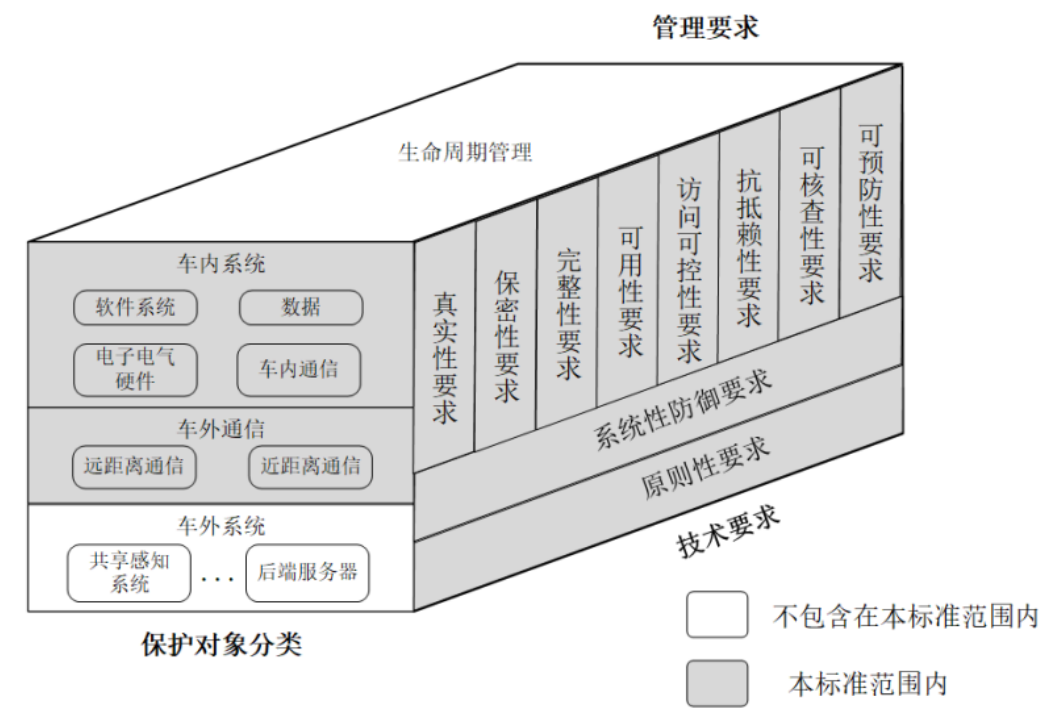 管理要求
生命周期管理
车内系统
软件系统
数据
电子电气
硬件
车内通信
车外通信
远距离通信
近距离通信
车外系统
共享感知
系统
...
后端服务器
保护对象分类
真实性要求
保密性要求
完整性要求
可用性要求
访问可控性要求
抗抵赖性要求
可核查性要求
可预防性要求
系统性防御要求
原则性要求
技术要求
不包含在本标准范围内
本标准范围内